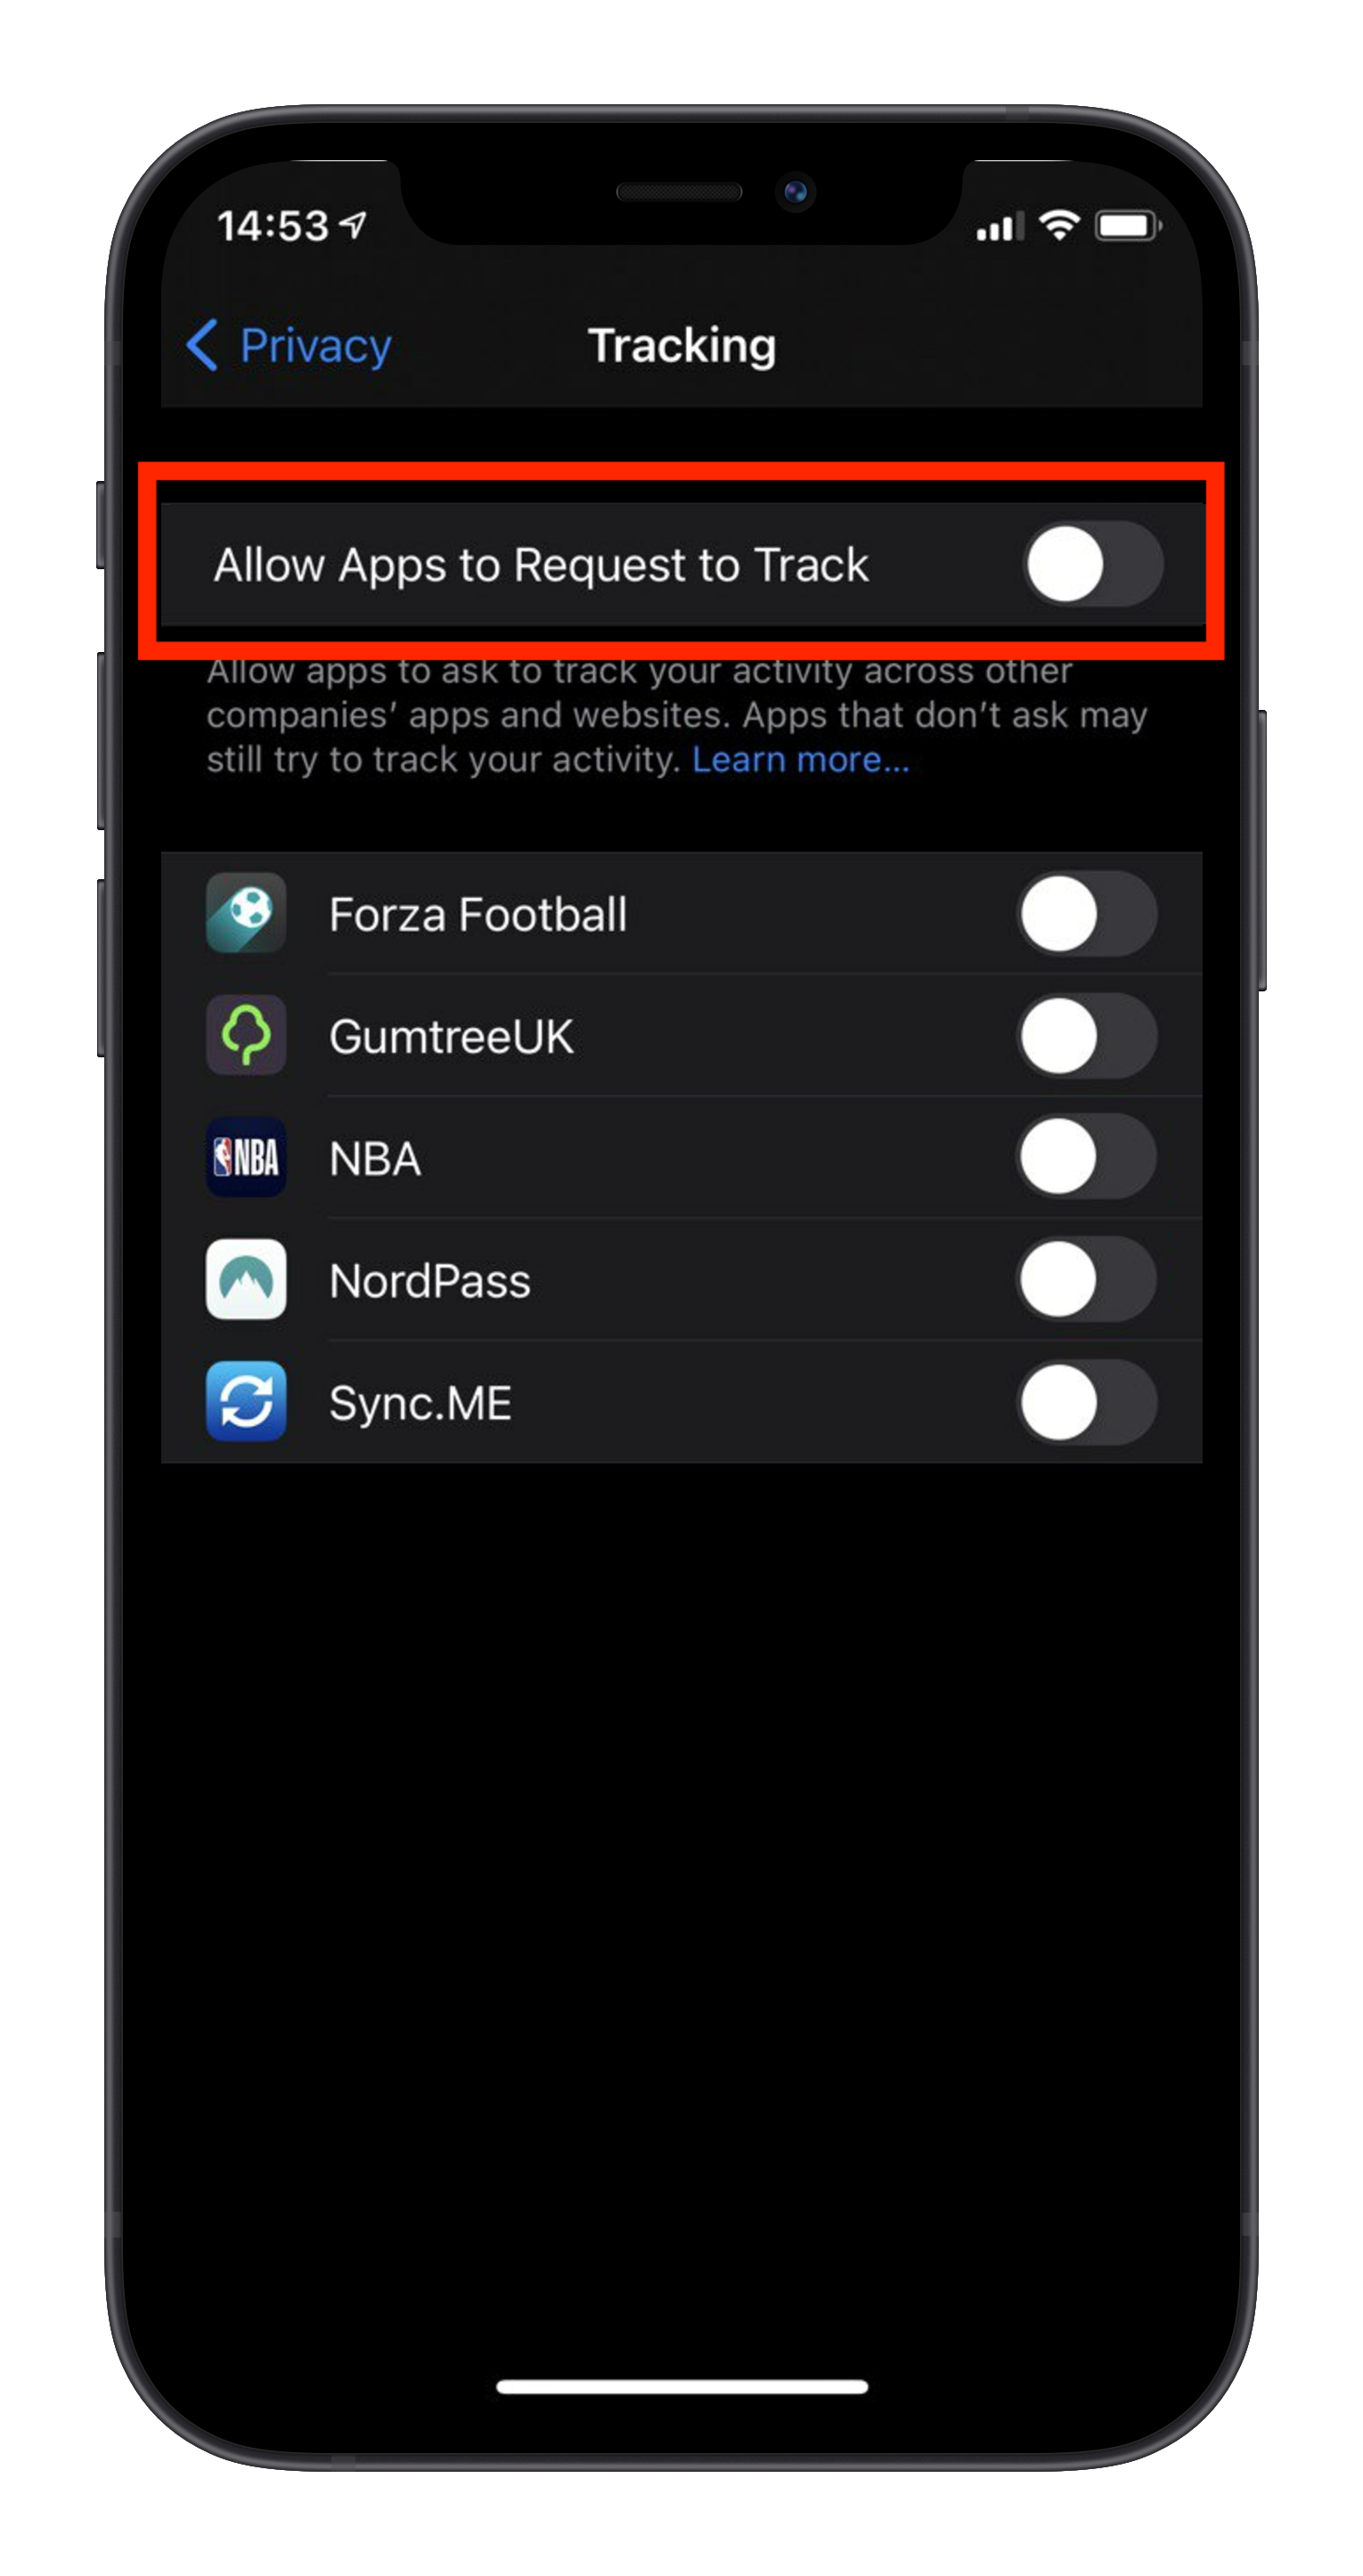 14:53
Privacy
Tracking
Allow Apps to Request to Track
Allow apps to ask to track your activity across other
companies’ apps and websites. Apps that don’t ask may
still try to track your activity. Learn more...
Forza Football
GumtreeUK
NBA
NBA
NordPass
Sync.ME